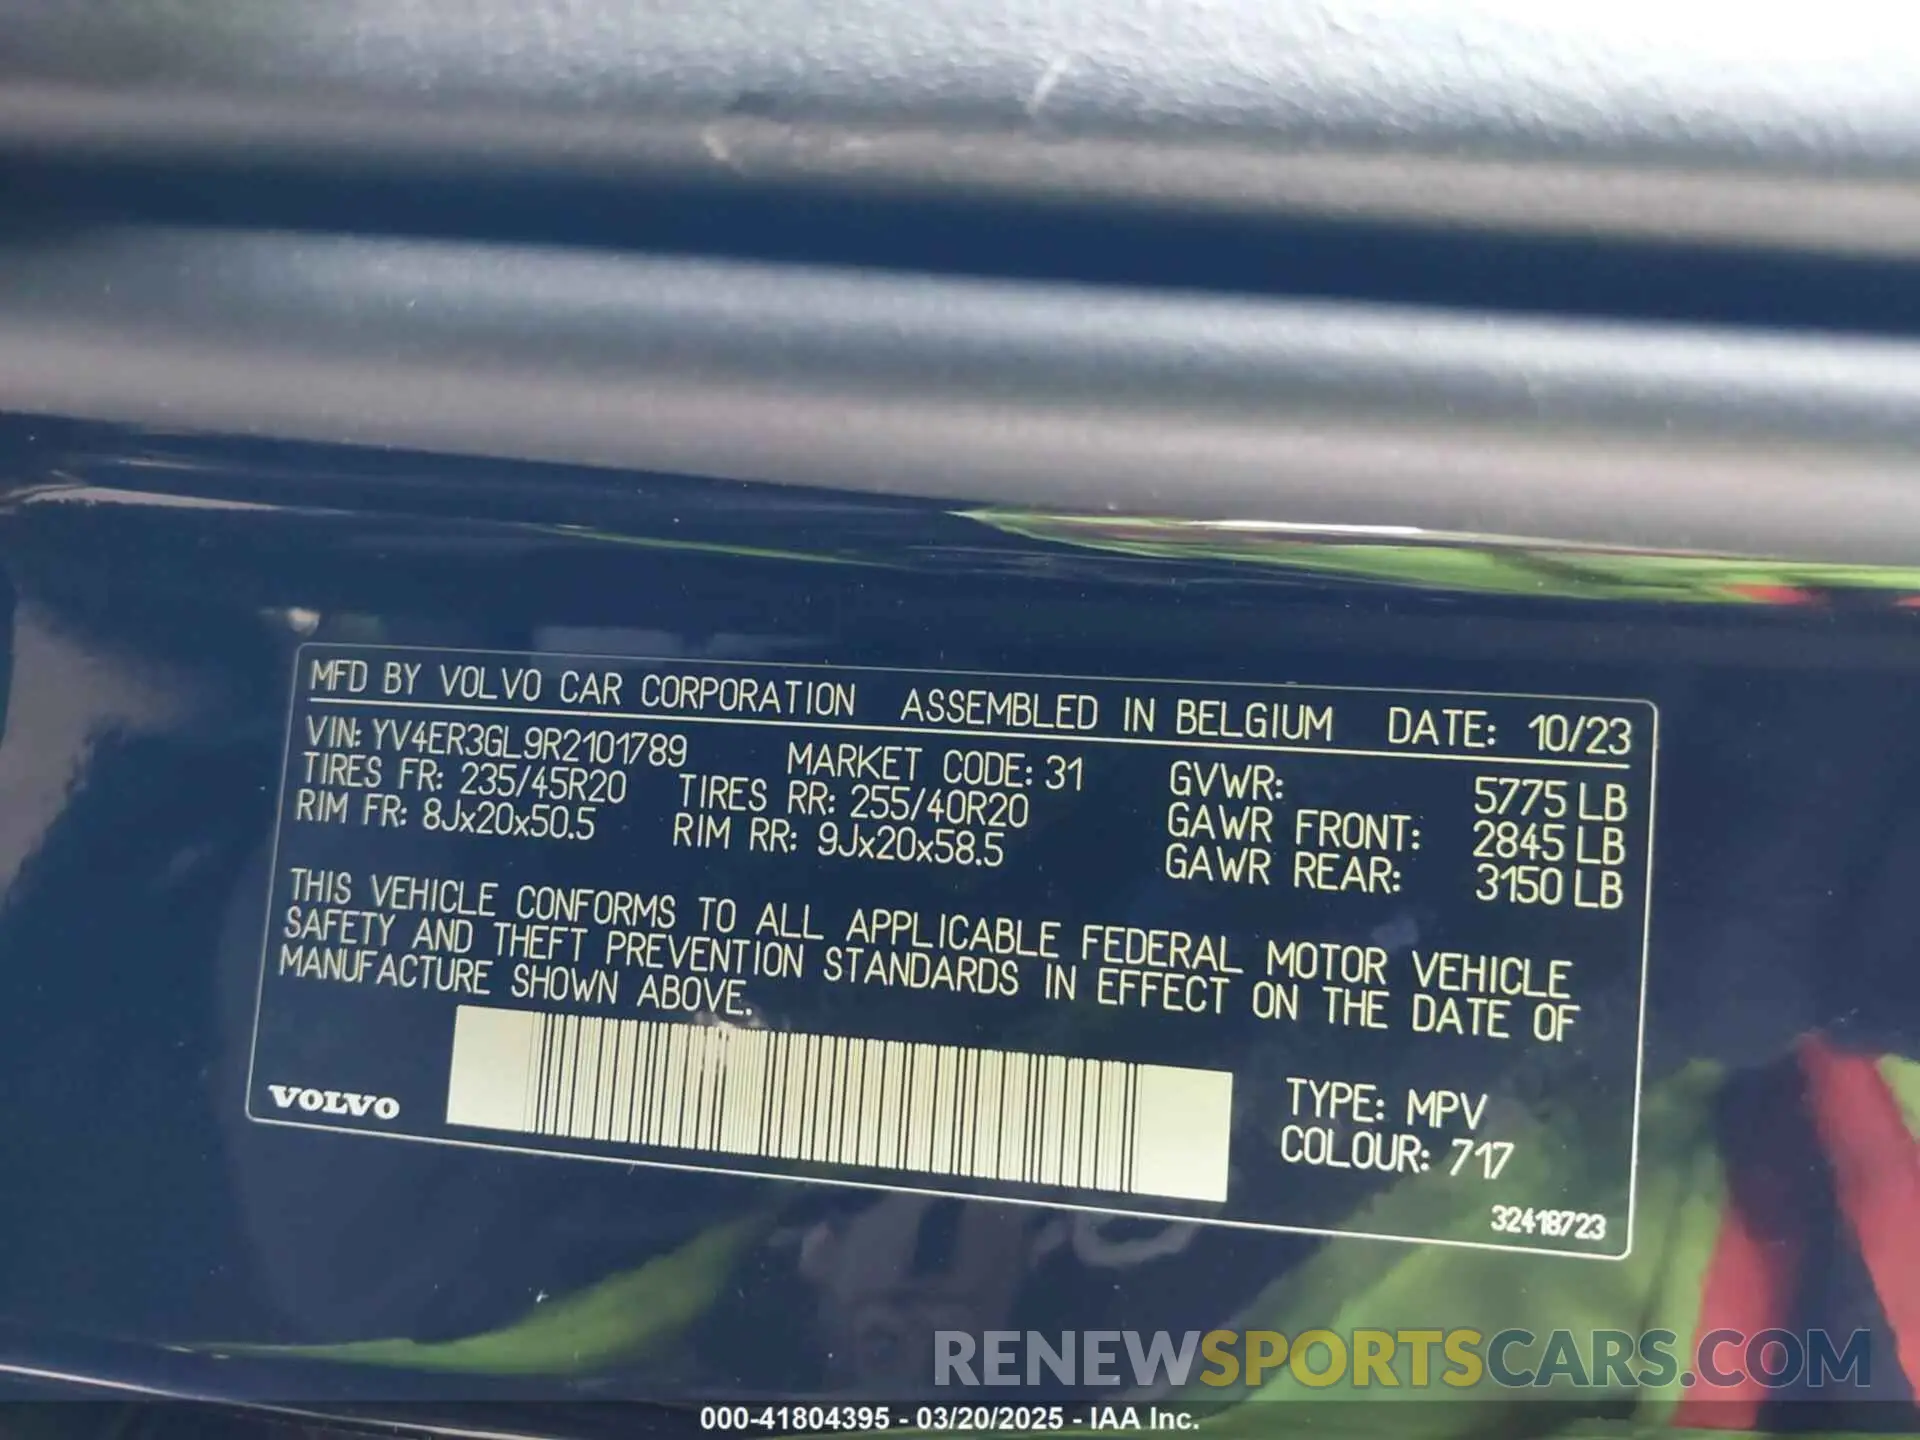 MFD BY VOLVO CAR CORPORATION ASSEMBLED IN BELGIUM DATE: 10/23
VIN: YV4ER3GL9R2101789 MARKET CODE: 31 GVWR: 5775 LB
TIRES FR: 235/45R20 TIRES RR: 255/40R20 GAWR FRONT: 2845 LB
RIM FR: 8Jx20x50.5 RIM RR: 9Jx20x58.5 GAWR REAR: 3150 LB
THIS VEHICLE CONFORMS TO ALL APPLICABLE FEDERAL MOTOR VEHICLE
SAFETY AND THEFT PREVENTION STANDARDS IN EFFECT ON THE DATE OF
MANUFACTURE SHOWN ABOVE.
VOLVO
TYPE: MPV
COLOUR: 717
32418723
RENEWSPORTSCARS.COM
000-41804395 - 03/20/2025 - IAA Inc.